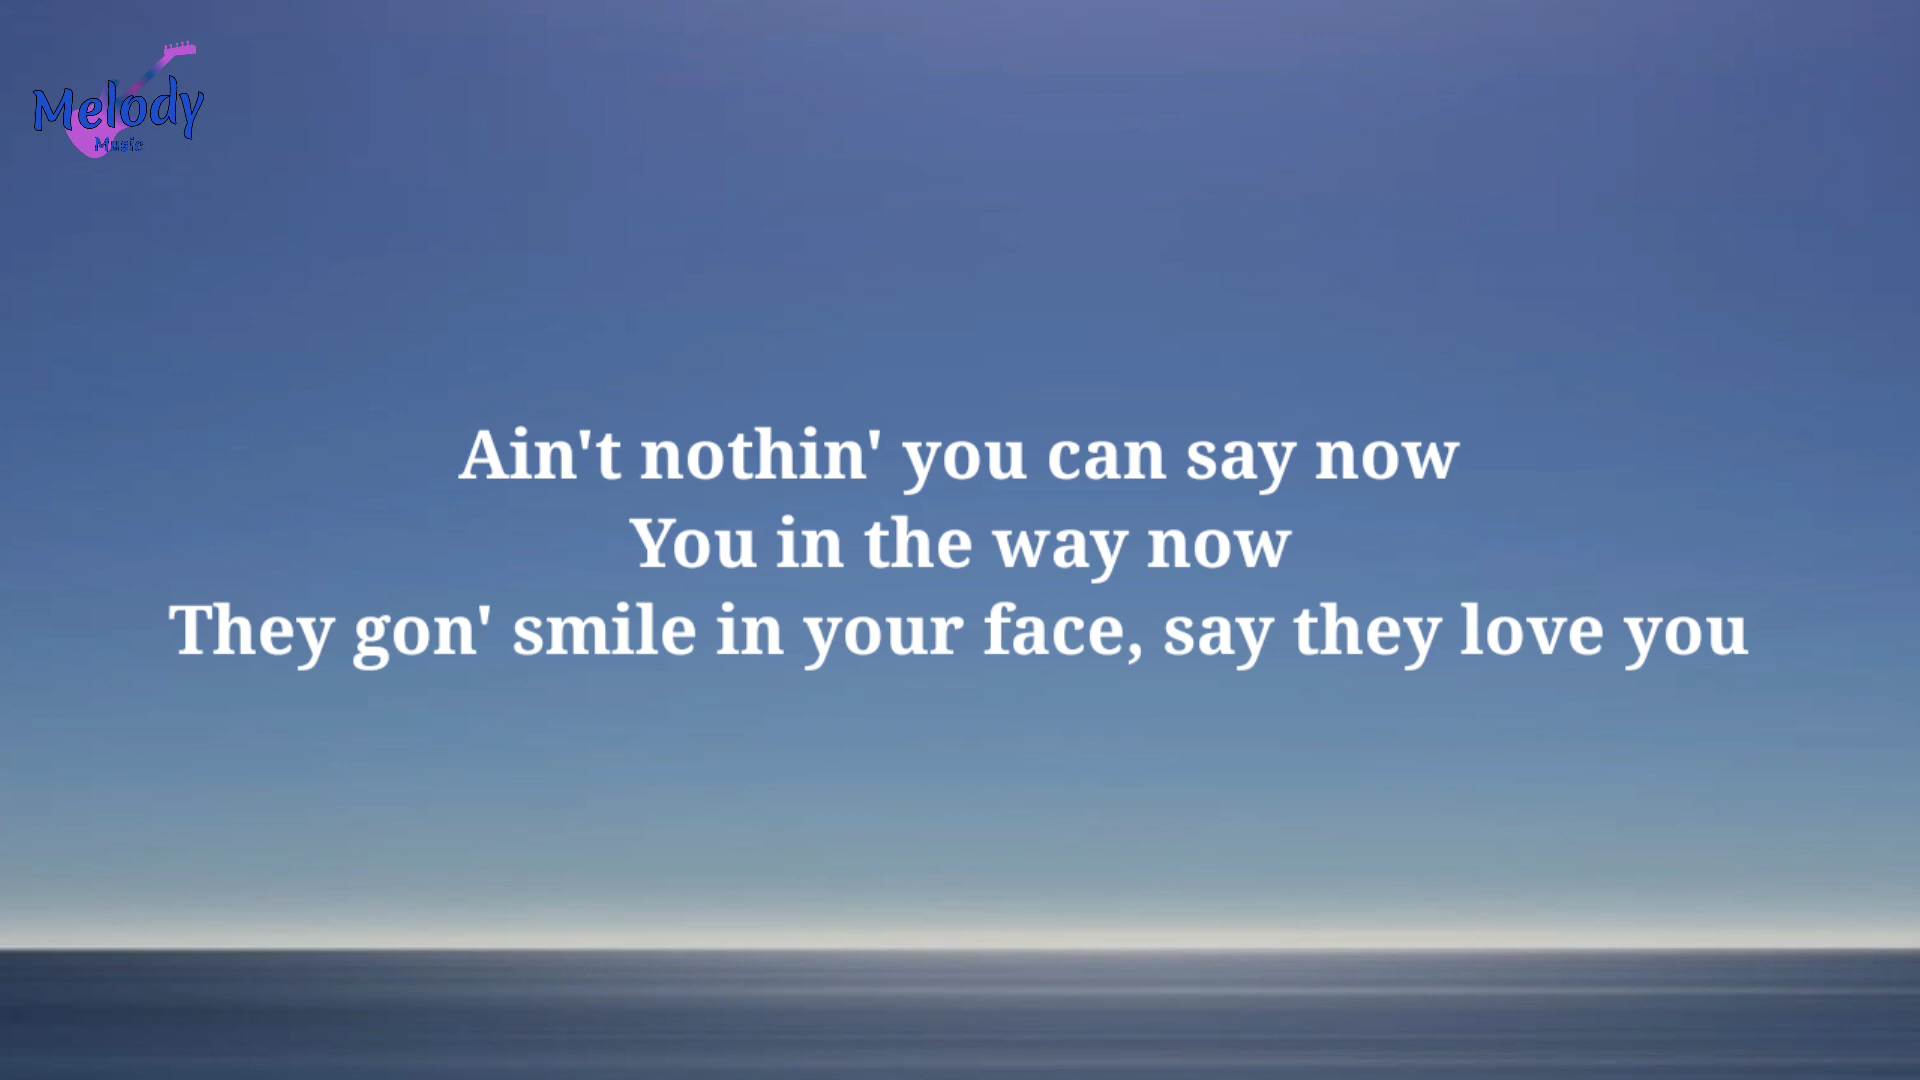 Melody
Music
Ain't nothin' you can say now
You in the way now
They gon' smile in your face, say they love you